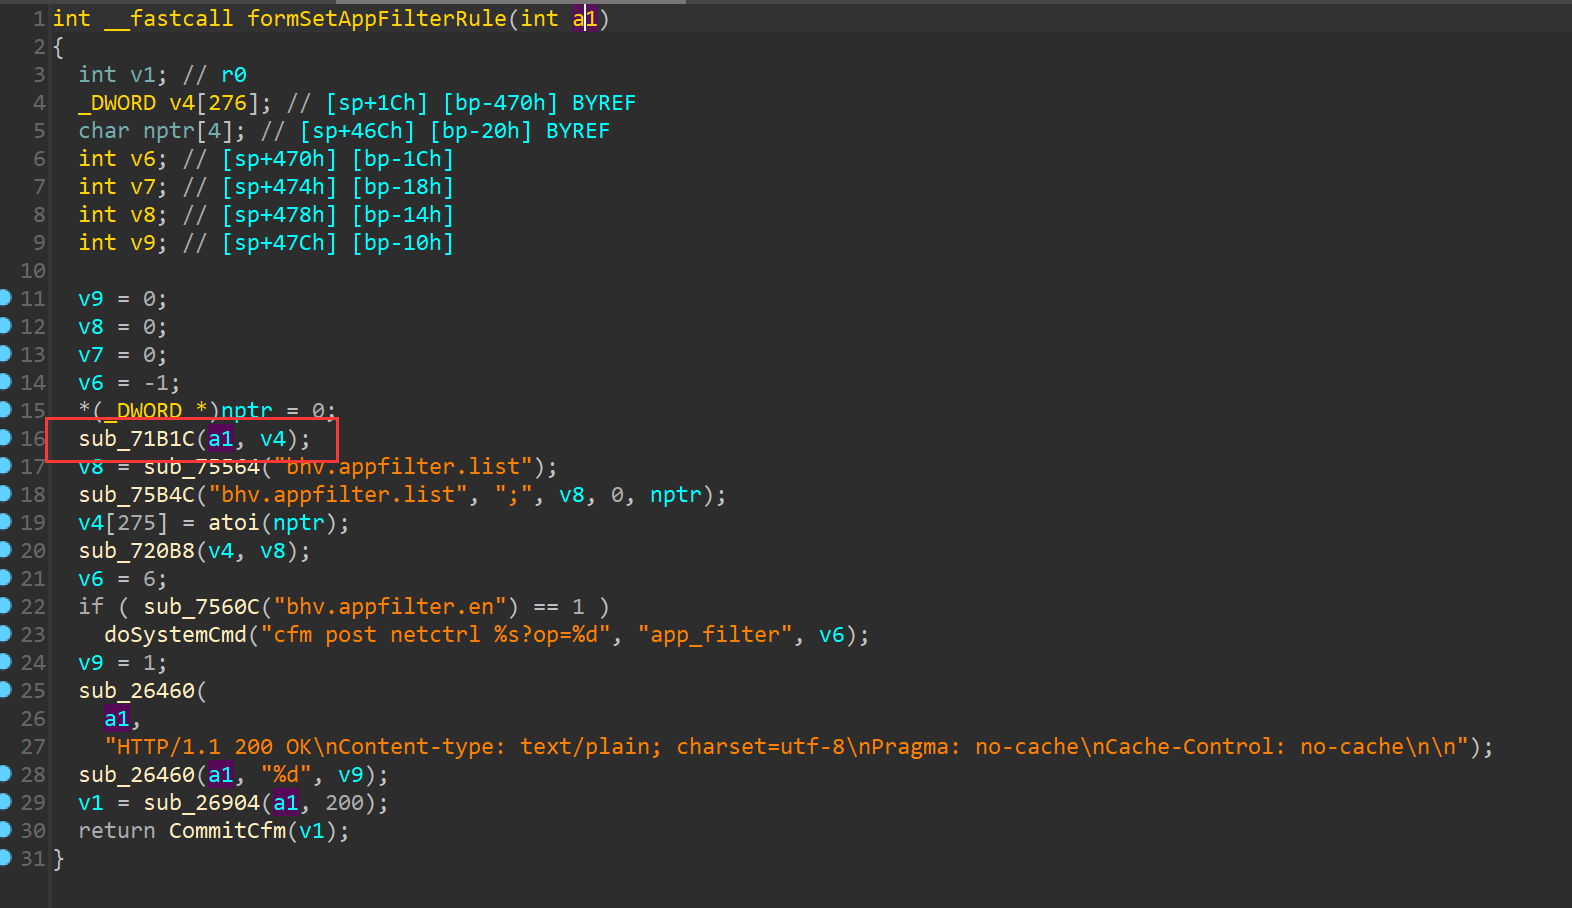 1 int __fastcall formSetAppFilterRule(int a1)
2 {
3 int v1; // r0
4 _DWORD v4[276]; // [sp+1Ch] [bp-470h] BYREF
5 char nptr[4]; // [sp+46Ch] [bp-20h] BYREF
6 int v6; // [sp+470h] [bp-1Ch]
7 int v7; // [sp+474h] [bp-18h]
8 int v8; // [sp+478h] [bp-14h]
9 int v9; // [sp+47Ch] [bp-10h]
10
11 v9 = 0;
12 v8 = 0;
13 v7 = 0;
14 v6 = -1;
15 *(_DWORD *)nptr = 0;
16 sub_71B1C(a1, v4);
17 v8 = sub_75564("bhv.appfilter.list");
18 sub_75B4C("bhv.appfilter.list", ";", v8, 0, nptr);
19 v4[275] = atoi(nptr);
20 sub_720B8(v4, v8);
21 v6 = 6;
22 if ( sub_7560C("bhv.appfilter.en") == 1 )
23 doSystemCmd("cfm post netctrl %s?op=%d", "app_filter", v6);
24 v9 = 1;
25 sub_26460(
26 a1,
27 "HTTP/1.1 200 OK\nContent-type: text/plain; charset=utf-8\nPragma: no-cache\nCache-Control: no-cache\n\n");
28 sub_26460(a1, "%d", v9);
29 v1 = sub_26904(a1, 200);
30 return CommitCfm(v1);
31 }